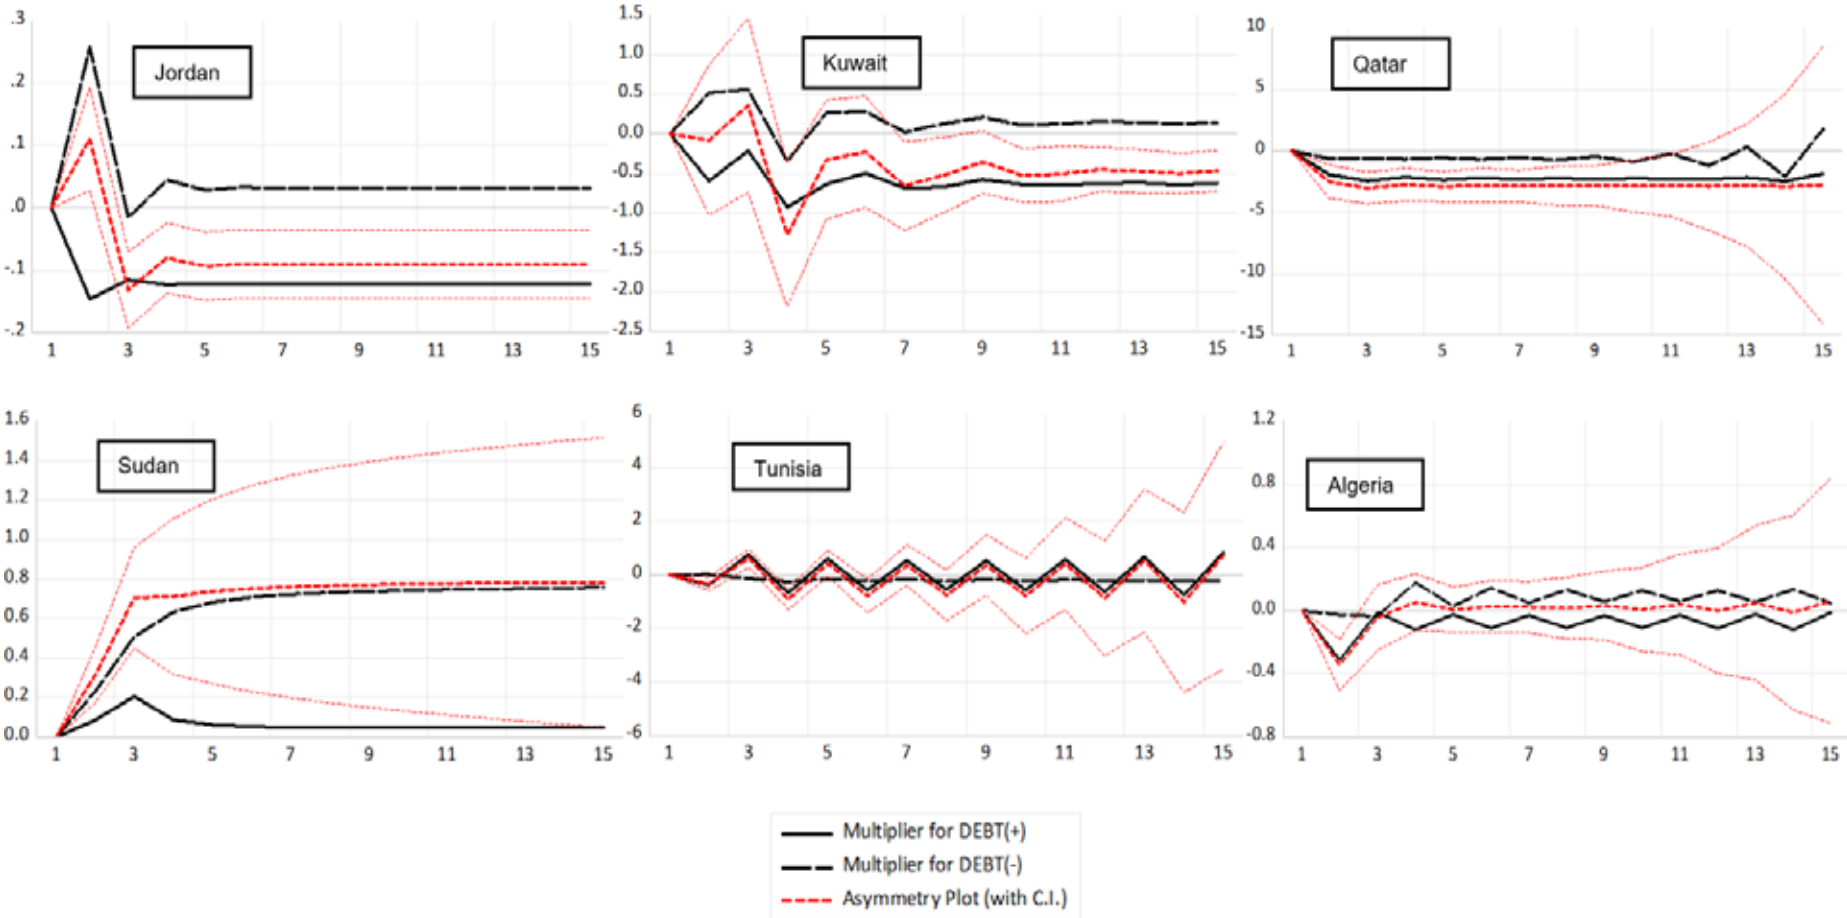 .3
.2
.1
.0
-.1
-.2
Jordan
1 3 5 7 9 11 13 15
1.5
1.0
0.5
0.0
-0.5
-1.0
-1.5
-2.0
-2.5
Kuwait
1 3 5 7 9 11 13 15
10
5
0
-5
-10
-15
Qatar
1 3 5 7 9 11 13 15
1.6
1.4
1.2
1.0
0.8
0.6
0.4
0.2
0.0
Sudan
1 3 5 7 9 11 13 15
6
4
2
0
-2
-4
-6
Tunisia
1 3 5 7 9 11 13 15
1.2
0.8
0.4
0.0
-0.4
-0.8
Algeria
1 3 5 7 9 11 13 15
Multiplier for DEBT(+)
Multiplier for DEBT(-)
Asymmetry Plot (with C.I.)